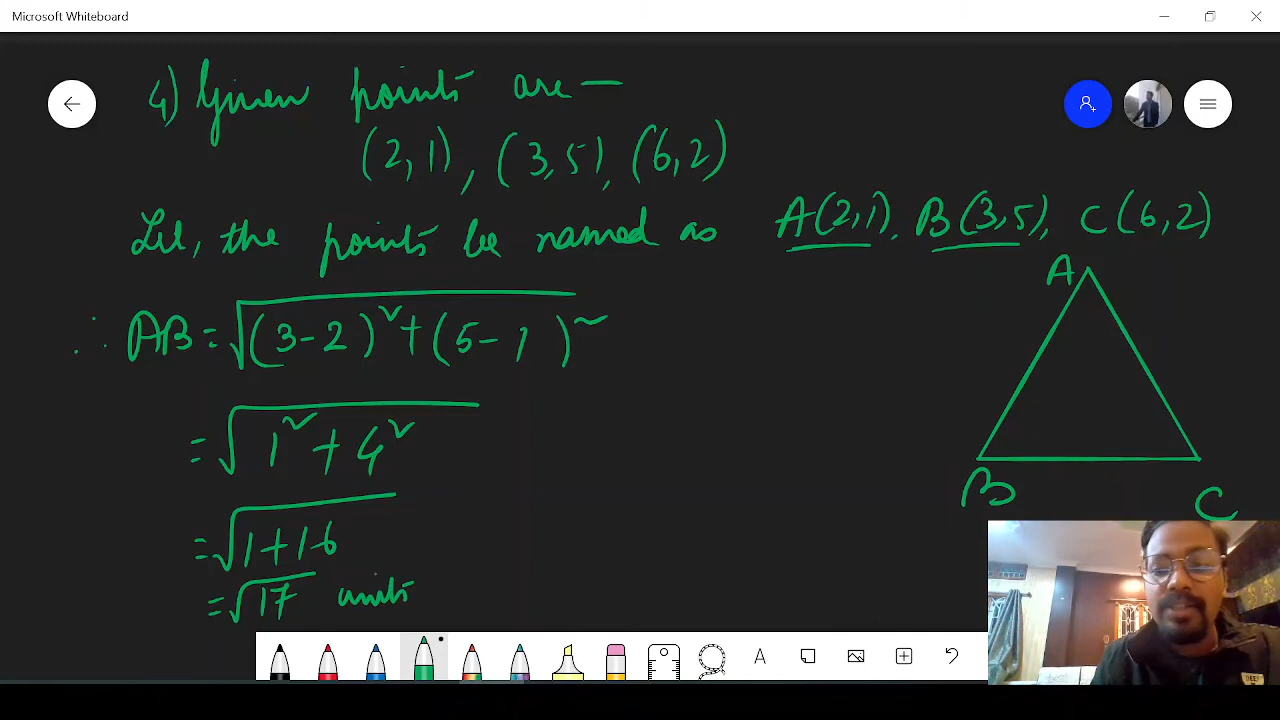 Microsoft Whiteboard
4) Given points are —
(2,1), (3,5), (6,2)
Let, the points be named as A(2,1), B(3,5), C(6,2)
A
∴ AB = √(3-2)² + (5-1)²
= √1² + 4²
B
C
= √1+16
= √17 units
A